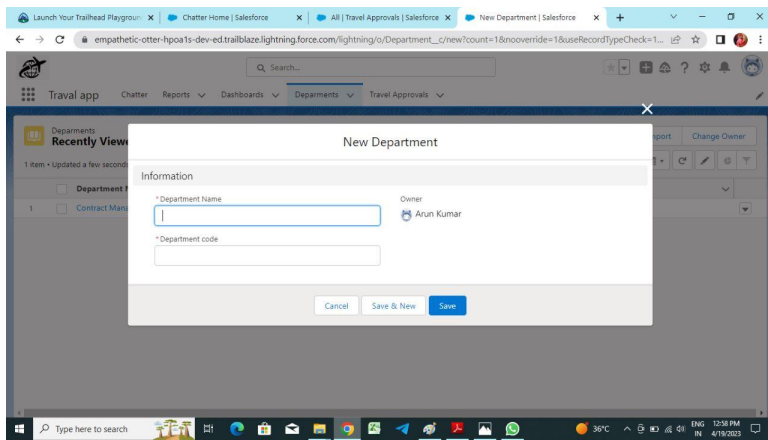 Launch Your Trailhead Playgroun
Chatter Home | Salesforce
All | Travel Approvals | Salesforce
New Department | Salesforce
empathetic-otter-hpoa1s-dev-ed.trailblaze.lightning.force.com/lightning/o/Department__c/new?count=1&nooverride=1&useRecordTypeCheck=1...
Search...
Traval app
Chatter
Reports
Dashboards
Deparments
Travel Approvals
Deparments
Recently Viewe
port
Change Owner
1 item • Updated a few second
New Department
Information
Department N
1
Contract Mana
*Department Name
Owner
Arun Kumar
*Department code
Cancel
Save & New
Save
Type here to search
36°C
ENG
IN
12:58 PM
4/19/2023